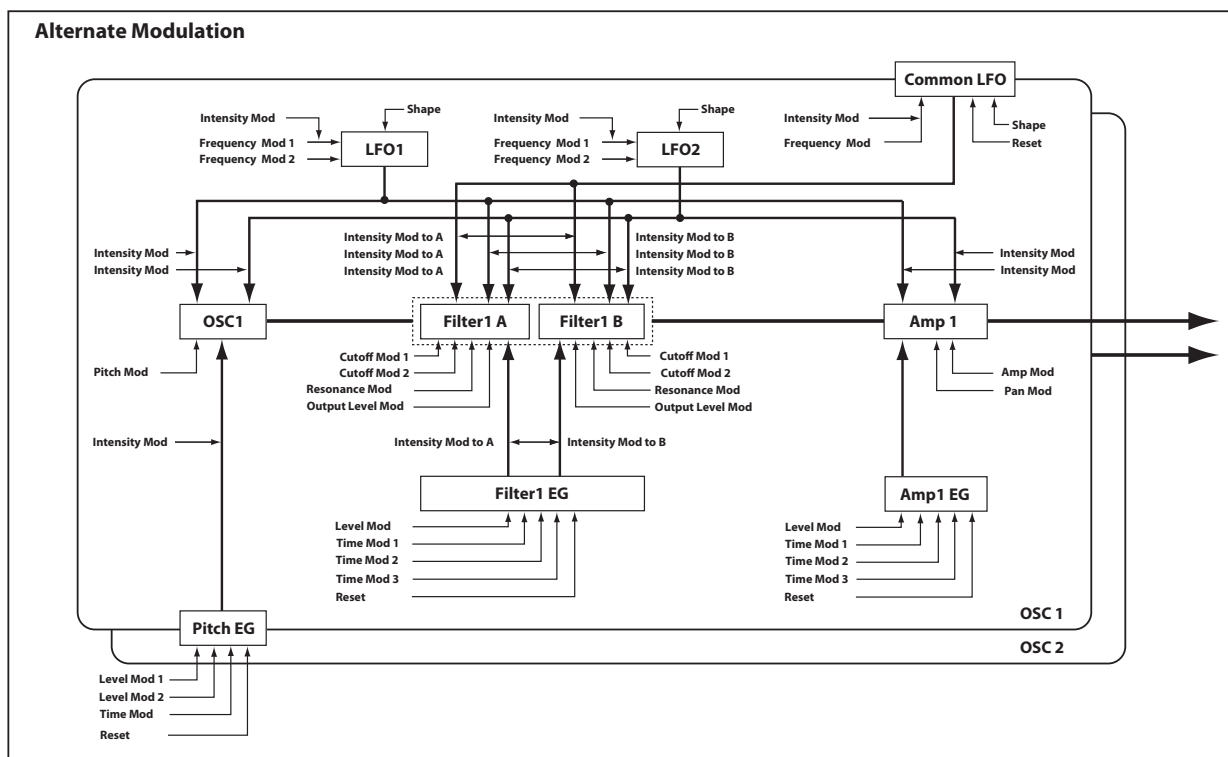 Alternate Modulation
Common LFO
Intensity Mod
Frequency Mod
Shape
Reset
Shape
Intensity Mod
Frequency Mod 1
Frequency Mod 2
LFO1
Shape
Intensity Mod
Frequency Mod 1
Frequency Mod 2
LFO2
Intensity Mod
Intensity Mod
Intensity Mod to A
Intensity Mod to A
Intensity Mod to A
Intensity Mod to B
Intensity Mod to B
Intensity Mod to B
Intensity Mod
Intensity Mod
OSC1
Filter1 A
Filter1 B
Amp 1
Pitch Mod
Cutoff Mod 1
Cutoff Mod 2
Resonance Mod
Output Level Mod
Cutoff Mod 1
Cutoff Mod 2
Resonance Mod
Output Level Mod
Amp Mod
Pan Mod
Intensity Mod
Intensity Mod to A
Intensity Mod to B
Filter1 EG
Level Mod
Time Mod 1
Time Mod 2
Time Mod 3
Reset
Amp1 EG
Level Mod
Time Mod 1
Time Mod 2
Time Mod 3
Reset
OSC 1
Pitch EG
OSC 2
Level Mod 1
Level Mod 2
Time Mod
Reset